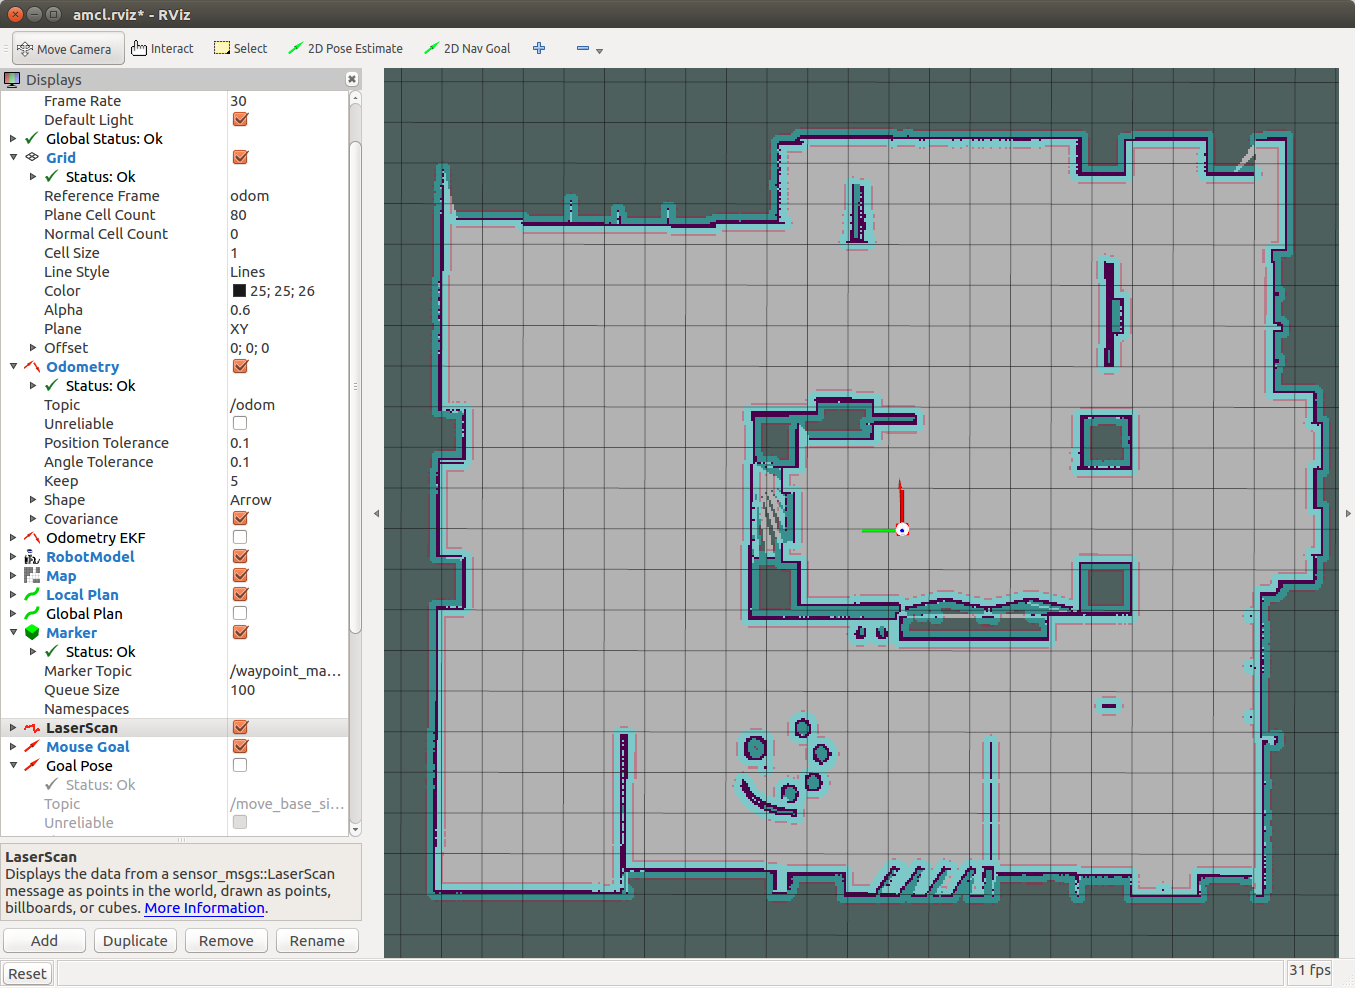 amcl.rviz* - RViz
Move Camera Interact Select 2D Pose Estimate 2D Nav Goal
Displays
Frame Rate 30
Default Light
Global Status: Ok
Grid
Status: Ok
Reference Frame odom
Plane Cell Count 80
Normal Cell Count 0
Cell Size 1
Line Style Lines
Color 25; 25; 26
Alpha 0.6
Plane XY
Offset 0; 0; 0
Odometry
Status: Ok
Topic /odom
Unreliable
Position Tolerance 0.1
Angle Tolerance 0.1
Keep 5
Shape Arrow
Covariance
Odometry EKF
RobotModel
Map
Local Plan
Global Plan
Marker
Status: Ok
Marker Topic /waypoint_ma...
Queue Size 100
Namespaces
LaserScan
Mouse Goal
Goal Pose
Status: Ok
Topic /move_base_si...
Unreliable
LaserScan
Displays the data from a sensor_msgs::LaserScan
message as points in the world, drawn as points,
billboards, or cubes. More Information.
Add Duplicate Remove Rename
Reset 31 fps